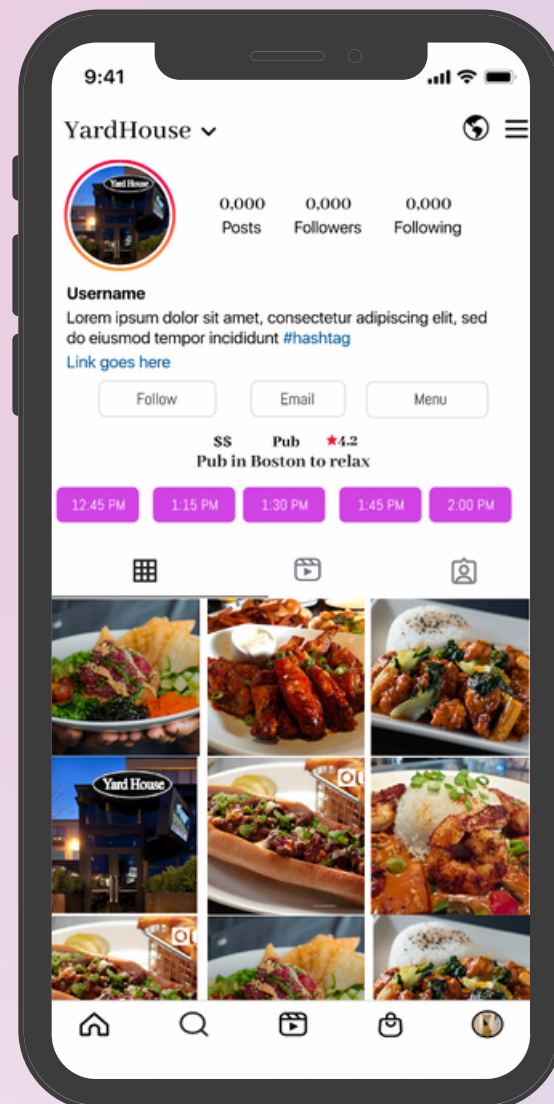 9:41
YardHouse
Yard House
0,000 0,000 0,000
Posts Followers Following
Username
Lorem ipsum dolor sit amet, consectetur adipiscing elit, sed
do eiusmod tempor incididunt #hashtag
Link goes here
Follow Email Menu
$$ Pub ★4.2
Pub in Boston to relax
12:45 PM 1:15 PM 1:30 PM 1:45 PM 2:00 PM
Yard House